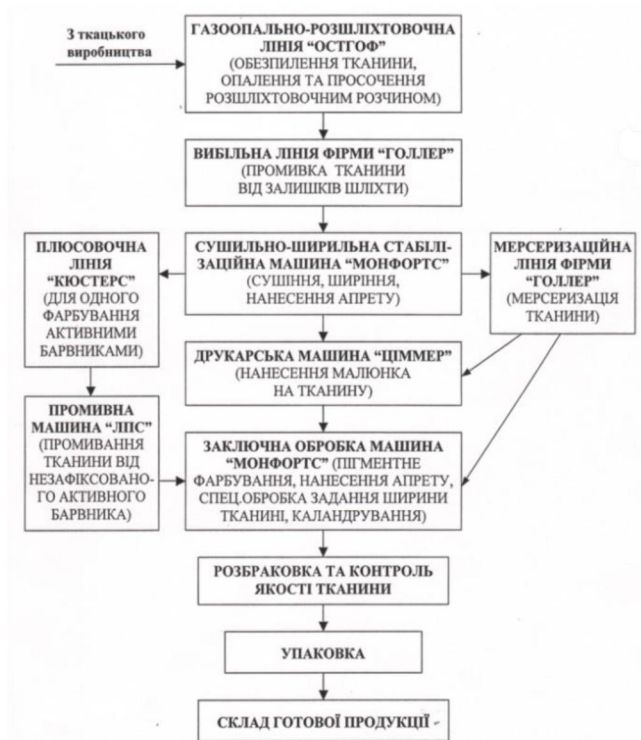 З ткацького
виробництва
ГАЗООПАЛЬНО-РОЗШЛІХТОВОЧНА
ЛІНІЯ “ОСТГОФ”
(ОБЕЗПИЛЕННЯ ТКАНИНИ,
ОПАЛЕННЯ ТА ПРОСОЧЕННЯ
РОЗШЛІХТОВОЧНИМ РОЗЧИНОМ)
ВИБІЛЬНА ЛІНІЯ ФІРМИ “ГОЛЛЕР”
(ПРОМИВКА ТКАНИНИ
ВІД ЗАЛИШКІВ ШЛІХТИ)
ПЛЮСОВОЧНА
ЛІНІЯ
“КЮСТЕРС”
(ДЛЯ ОДНОГО
ФАРБУВАННЯ
АКТИВНИМИ
БАРВНИКАМИ)
СУШИЛЬНО-ШИРИЛЬНА СТАБІЛІ-
ЗАЦІЙНА МАШИНА “МОНФОРТС”
(СУШІННЯ, ШИРІННЯ,
НАНЕСЕННЯ АПРЕТУ)
МЕРСЕРИЗАЦІЙНА
ЛІНІЯ ФІРМИ
“ГОЛЛЕР”
(МЕРСЕРИЗАЦІЯ
ТКАНИНИ)
ДРУКАРСЬКА МАШИНА “ЦІММЕР”
(НАНЕСЕННЯ МАЛЮНКА
НА ТКАНИНУ)
ПРОМИВНА
МАШИНА “ЛПС”
(ПРОМИВАННЯ
ТКАНИНИ ВІД
НЕЗАФІКСОВАНО-
ГО АКТИВНОГО
БАРВНИКА)
ЗАКЛЮЧНА ОБРОБКА МАШИНА
“МОНФОРТС” (ПІГМЕНТНЕ
ФАРБУВАННЯ, НАНЕСЕННЯ АПРЕТУ,
СПЕЦ.ОБРОБКА ЗАДАННЯ ШИРИНИ
ТКАНИНІ, КАЛАНДРУВАННЯ)
РОЗБРАКОВКА ТА КОНТРОЛЬ
ЯКОСТІ ТКАНИНИ
УПАКОВКА
СКЛАД ГОТОВОЇ ПРОДУКЦІЇ